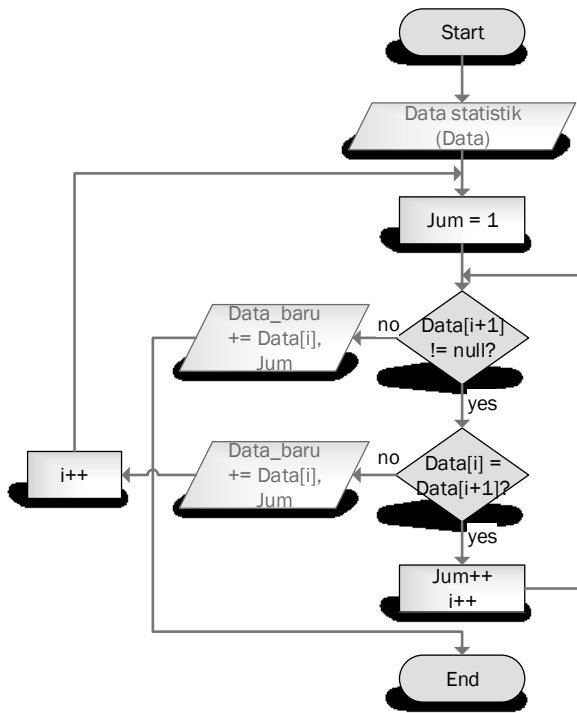 Start
Data statistik
(Data)
Jum = 1
Data[i+1]
!= null?
no
Data_baru
+= Data[i],
Jum
yes
Data[i] =
Data[i+1]?
no
Data_baru
+= Data[i],
Jum
i++
yes
Jum++
i++
End